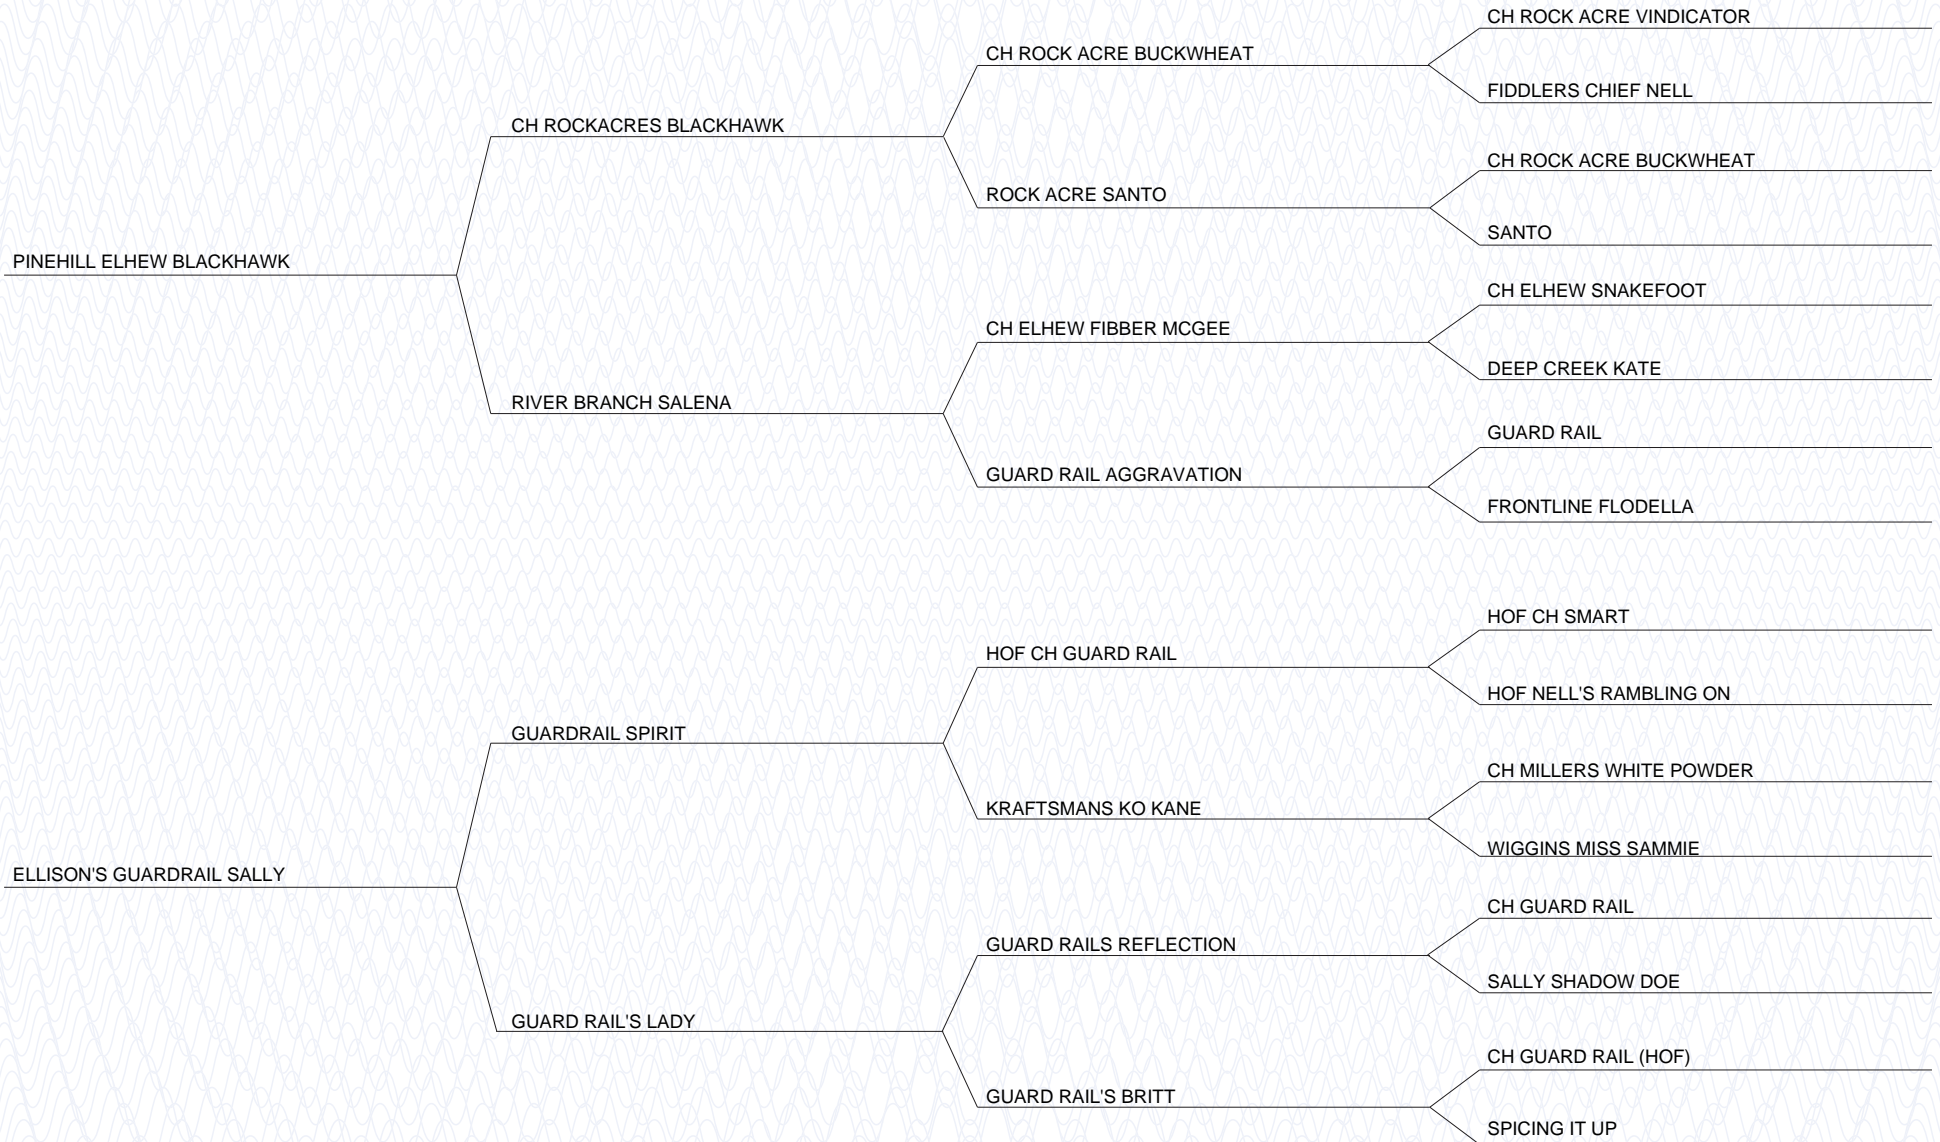 CH ROCK ACRE VINDICATOR
CH ROCK ACRE BUCKWHEAT
FIDDLERS CHIEF NELL
CH ROCKACRES BLACKHAWK
CH ROCK ACRE BUCKWHEAT
ROCK ACRE SANTO
SANTO
PINEHILL ELHEW BLACKHAWK
CH ELHEW SNAKEFOOT
CH ELHEW FIBBER MCGEE
DEEP CREEK KATE
RIVER BRANCH SALENA
GUARD RAIL
GUARD RAIL AGGRAVATION
FRONTLINE FLODELLA
HOF CH SMART
HOF CH GUARD RAIL
HOF NELL'S RAMBLING ON
GUARDRAIL SPIRIT
CH MILLERS WHITE POWDER
KRAFTSMANS KO KANE
WIGGINS MISS SAMMIE
ELLISON'S GUARDRAIL SALLY
CH GUARD RAIL
GUARD RAILS REFLECTION
SALLY SHADOW DOE
GUARD RAIL'S LADY
CH GUARD RAIL (HOF)
GUARD RAIL'S BRITT
SPICING IT UP